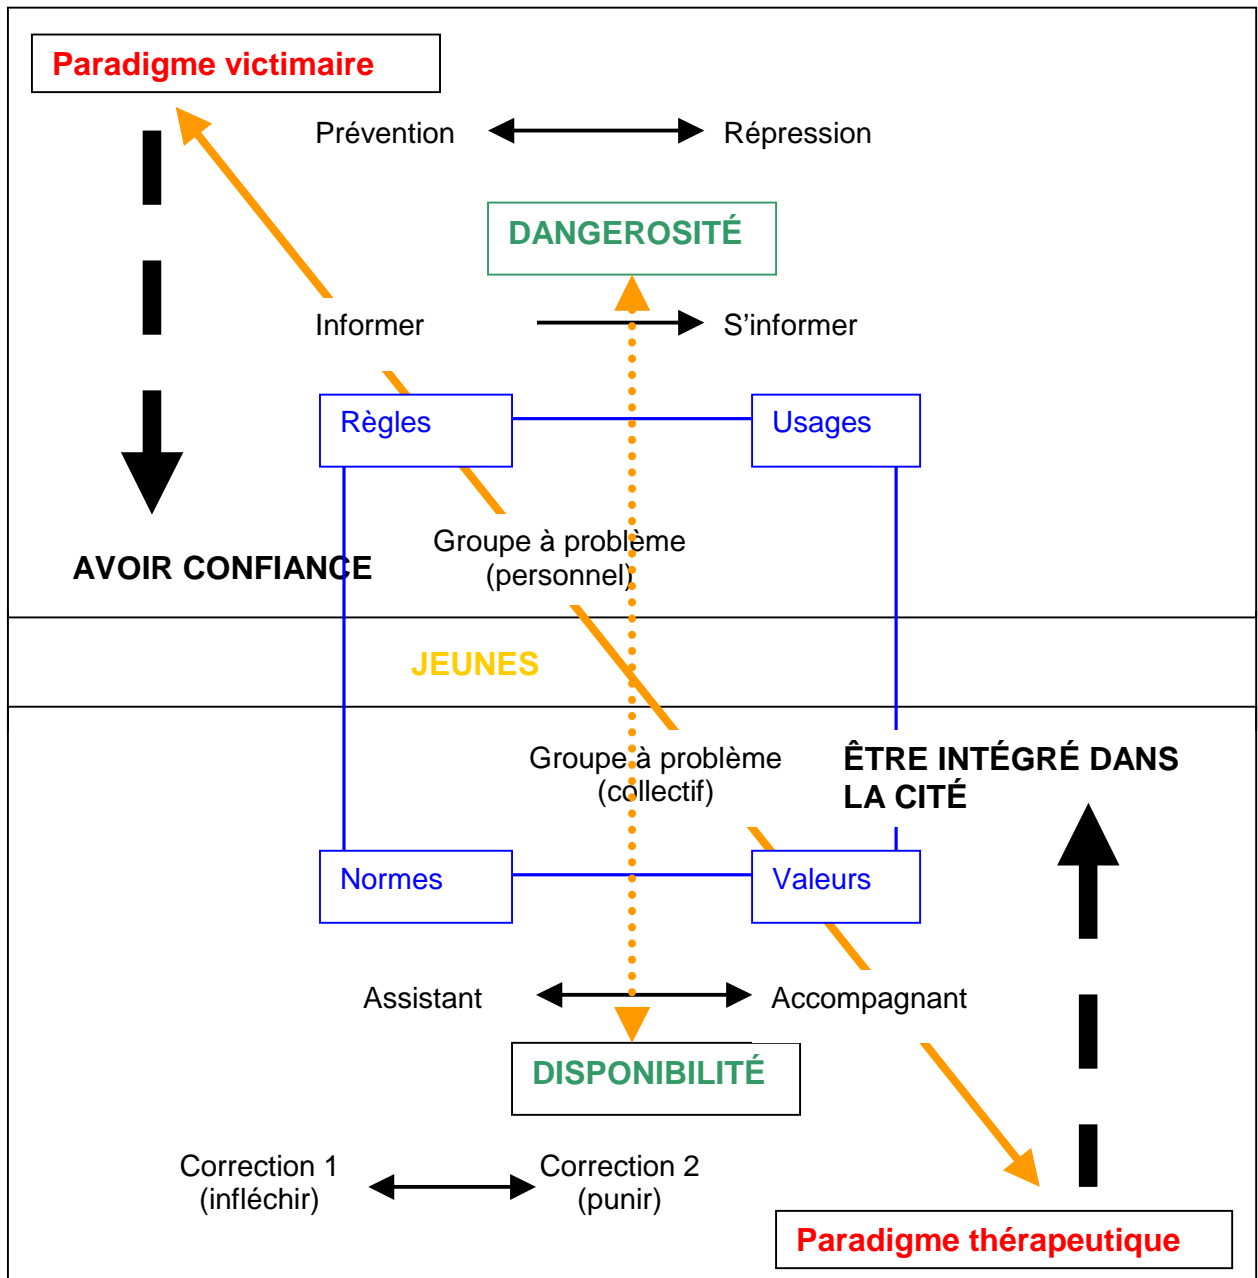 Paradigme victimaire
Prévention
Répression
DANGEROSITÉ
Informer
S'informer
Règles
Usages
Groupe à problème
(personnel)
AVOIR CONFIANCE
JEUNES
Groupe à problème
(collectif)
ÊTRE INTÉGRÉ DANS
LA CITÉ
Normes
Valeurs
Assistant
Accompagnant
DISPONIBILITÉ
Correction 1
(infléchir)
Correction 2
(punir)
Paradigme thérapeutique